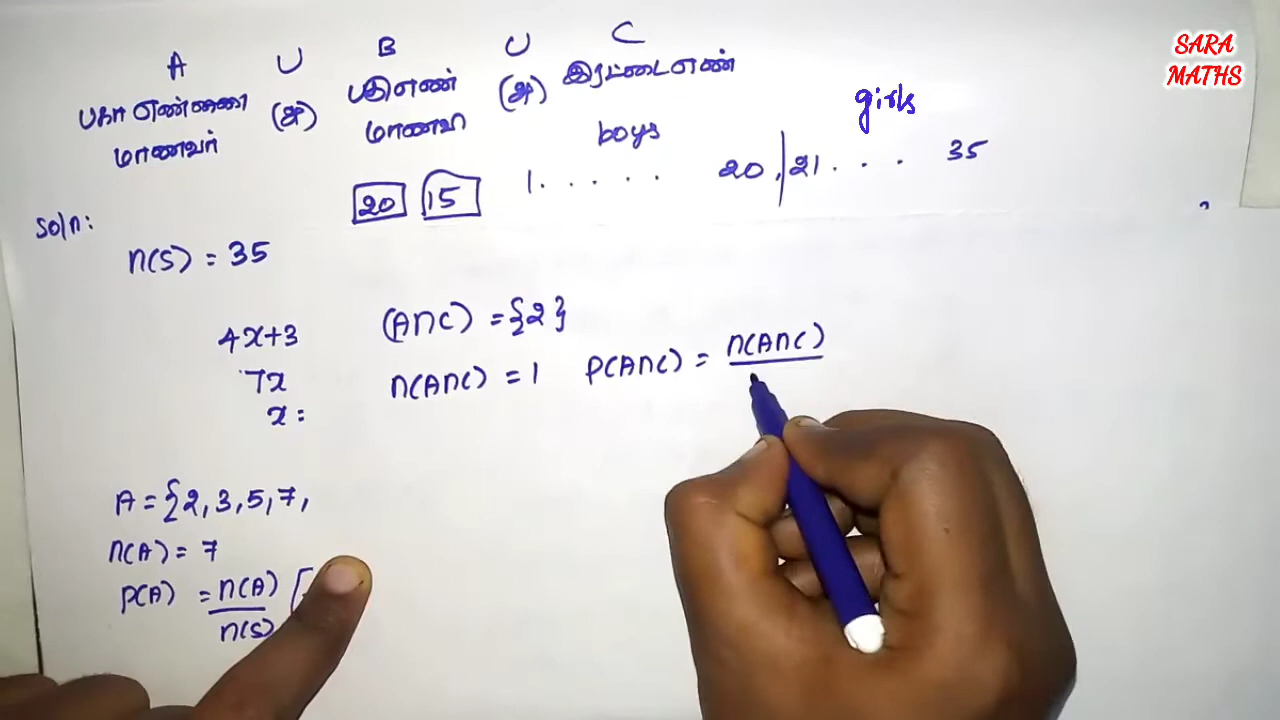 SARA
MATHS
A U B U C
பகா எண்ணை (அ) பகுஎண் (அ) இரட்டைஎண்
மாணவர் மாணவி
boys girls
20 15 1. . . . . 20, 21 . . . 35
Soln:
n(S) = 35
4x+3
7x
x:
(A∩C) = {2}
n(A∩C) = 1 P(A∩C) = n(A∩C)
A = {2, 3, 5, 7,
n(A) = 7
P(A) = n(A)
n(S)